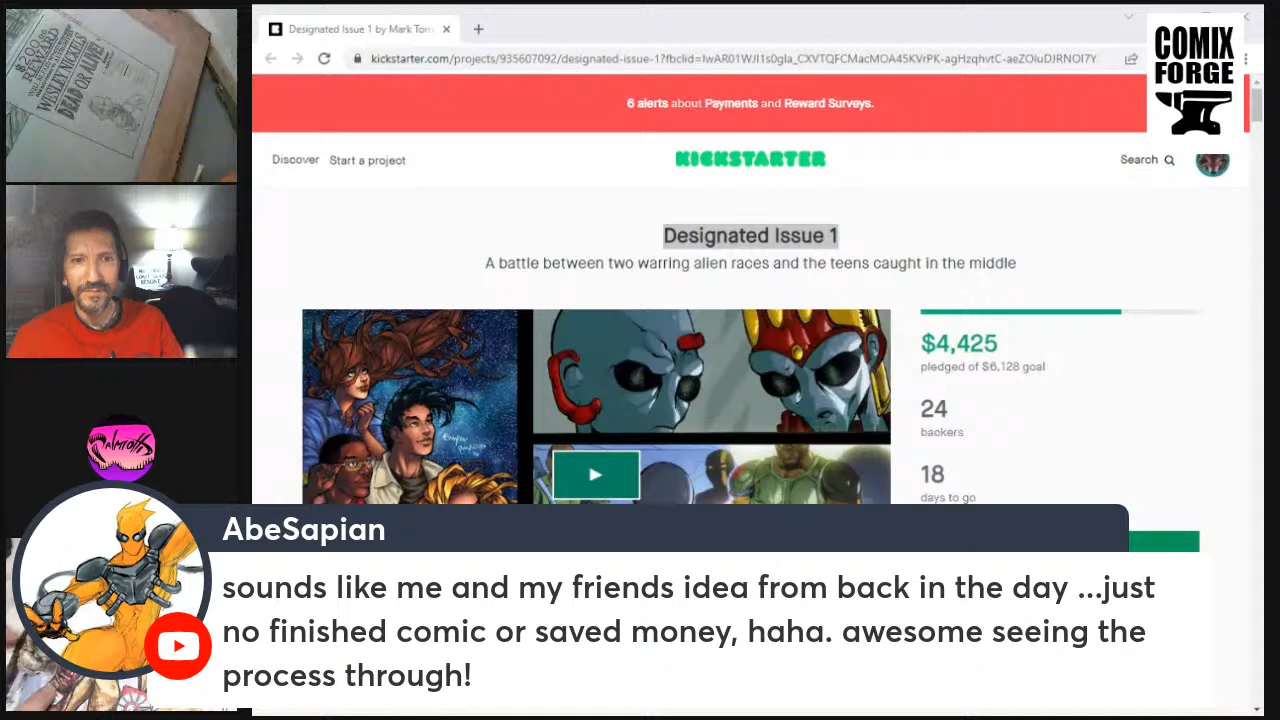 $200
REWARD
WISLEY NICKELS
DEAD OR ALIVE
Designated Issue 1 by Mark Torr
kickstarter.com/projects/935607092/designated-issue-1?fbclid=IwAR01WJI1s0gla_CXVTQFCMacMOA45KVrPK-agHzqhvtC-aeZOluDJRNOI7Y
COMIX
FORGE
6 alerts about Payments and Reward Surveys.
Discover Start a project
KICKSTARTER
Search
Designated Issue 1
A battle between two warring alien races and the teens caught in the middle
$4,425
pledged of $6,128 goal
24
backers
18
days to go
AbeSapian
sounds like me and my friends idea from back in the day ...just
no finished comic or saved money, haha. awesome seeing the
process through!